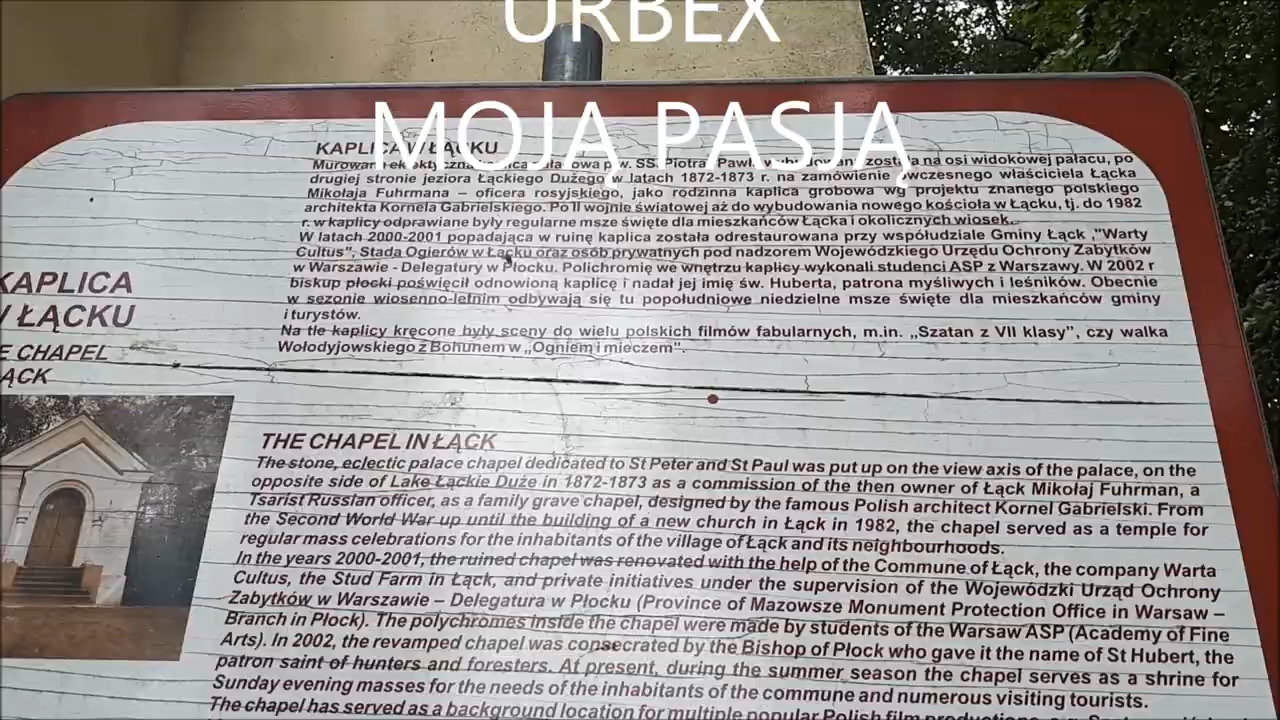 URBEX
MOJĄ PASJĄ
KAPLICA W ŁĄCKU
drugiej stronie jeziora Łąckiego Dużego w latach 1872-1873 r. na zamówienie ówczesnego właściciela Łącka
Mikołaja Fuhrmana – oficera rosyjskiego, jako rodzinna kaplica grobowa wg projektu znanego polskiego
architekta Kornela Gabrielskiego. Po II wojnie światowej aż do wybudowania nowego kościoła w Łącku, tj. do 1982
r. w kaplicy odprawiane były regularne msze święte dla mieszkańców Łącka i okolicznych wiosek.
W latach 2000-2001 popadająca w ruinę kaplica została odrestaurowana przy współudziale Gminy Łąck ,"Warty
Cultus", Stada Ogierów w Łącku oraz osób prywatnych pod nadzorem Wojewódzkiego Urzędu Ochrony Zabytków
w Warszawie - Delegatury w Płocku. Polichromię we wnętrzu kaplicy wykonali studenci ASP z Warszawy. W 2002 r
biskup płocki poświęcił odnowioną kaplicę i nadał jej imię św. Huberta, patrona myśliwych i leśników. Obecnie
w sezonie wiosenno-letnim odbywają się tu popołudniowe niedzielne msze święte dla mieszkańców gminy
i turystów.
Na tle kaplicy kręcone były sceny do wielu polskich filmów fabularnych, m.in. „Szatan z VII klasy”, czy walka
Wołodyjowskiego z Bohunem w „Ogniem i mieczem”.
KAPLICA
W ŁĄCKU
E CHAPEL
ŁĄCK
THE CHAPEL IN ŁĄCK
The stone, eclectic palace chapel dedicated to St Peter and St Paul was put up on the view axis of the palace, on the
opposite side of Lake Łąckie Duże in 1872-1873 as a commission of the then owner of Łąck Mikołaj Fuhrman, a
Tsarist Russian officer, as a family grave chapel, designed by the famous Polish architect Kornel Gabrielski. From
the Second World War up until the building of a new church in Łąck in 1982, the chapel served as a temple for
regular mass celebrations for the inhabitants of the village of Łąck and its neighbourhoods.
In the years 2000-2001, the ruined chapel was renovated with the help of the Commune of Łąck, the company Warta
Cultus, the Stud Farm in Łąck, and private initiatives under the supervision of the Wojewódzki Urząd Ochrony
Zabytków w Warszawie – Delegatura w Płocku (Province of Mazowsze Monument Protection Office in Warsaw –
Branch in Płock). The polychromes inside the chapel were made by students of the Warsaw ASP (Academy of Fine
Arts). In 2002, the revamped chapel was consecrated by the Bishop of Płock who gave it the name of St Hubert, the
patron saint of hunters and foresters. At present, during the summer season the chapel serves as a shrine for
Sunday evening masses for the needs of the inhabitants of the commune and numerous visiting tourists.
The chapel has served as a background location for multiple popular Polish film productions